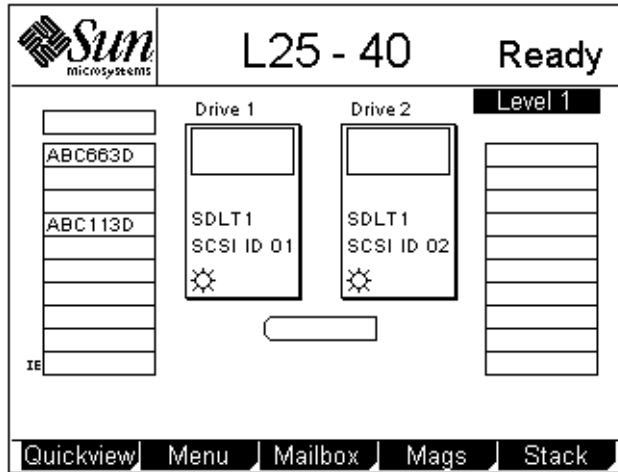 Sun
microsystems
L25 - 40
Ready
Level 1
Drive 1
Drive 2
ABC663D
ABC113D
SDLT1
SCSI ID 01
SDLT1
SCSI ID 02
IE
Quickview
Menu
Mailbox
Mags
Stack